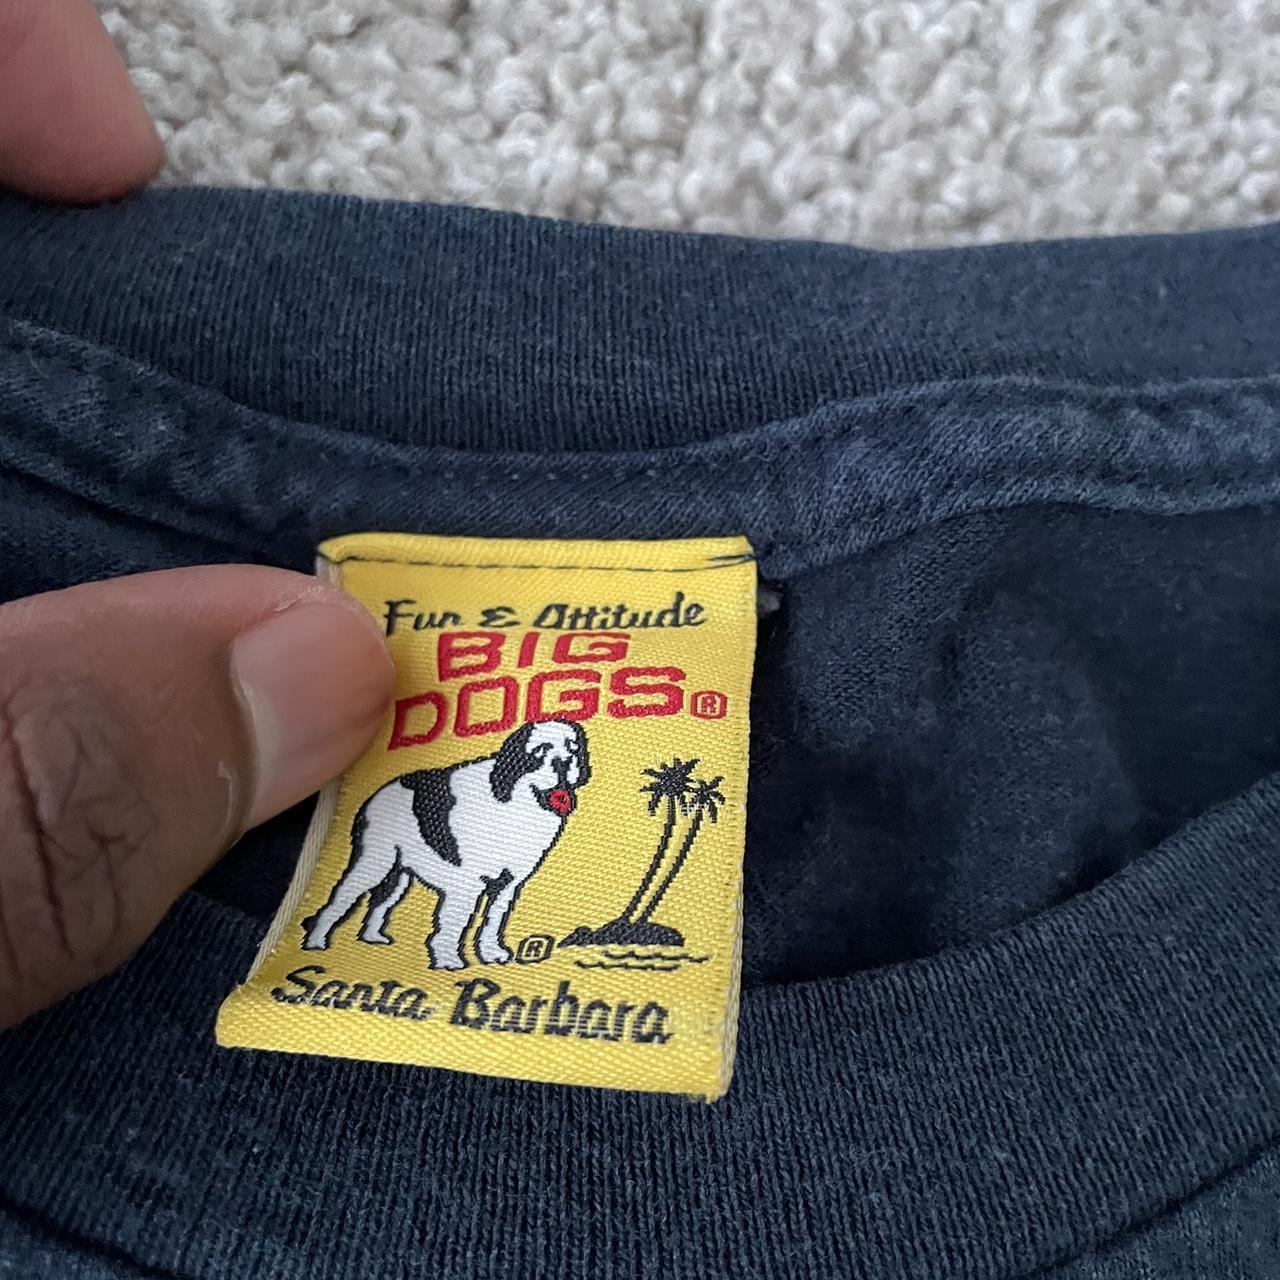 Fun & Attitude
BIG
DOGS®
®
Santa Barbara